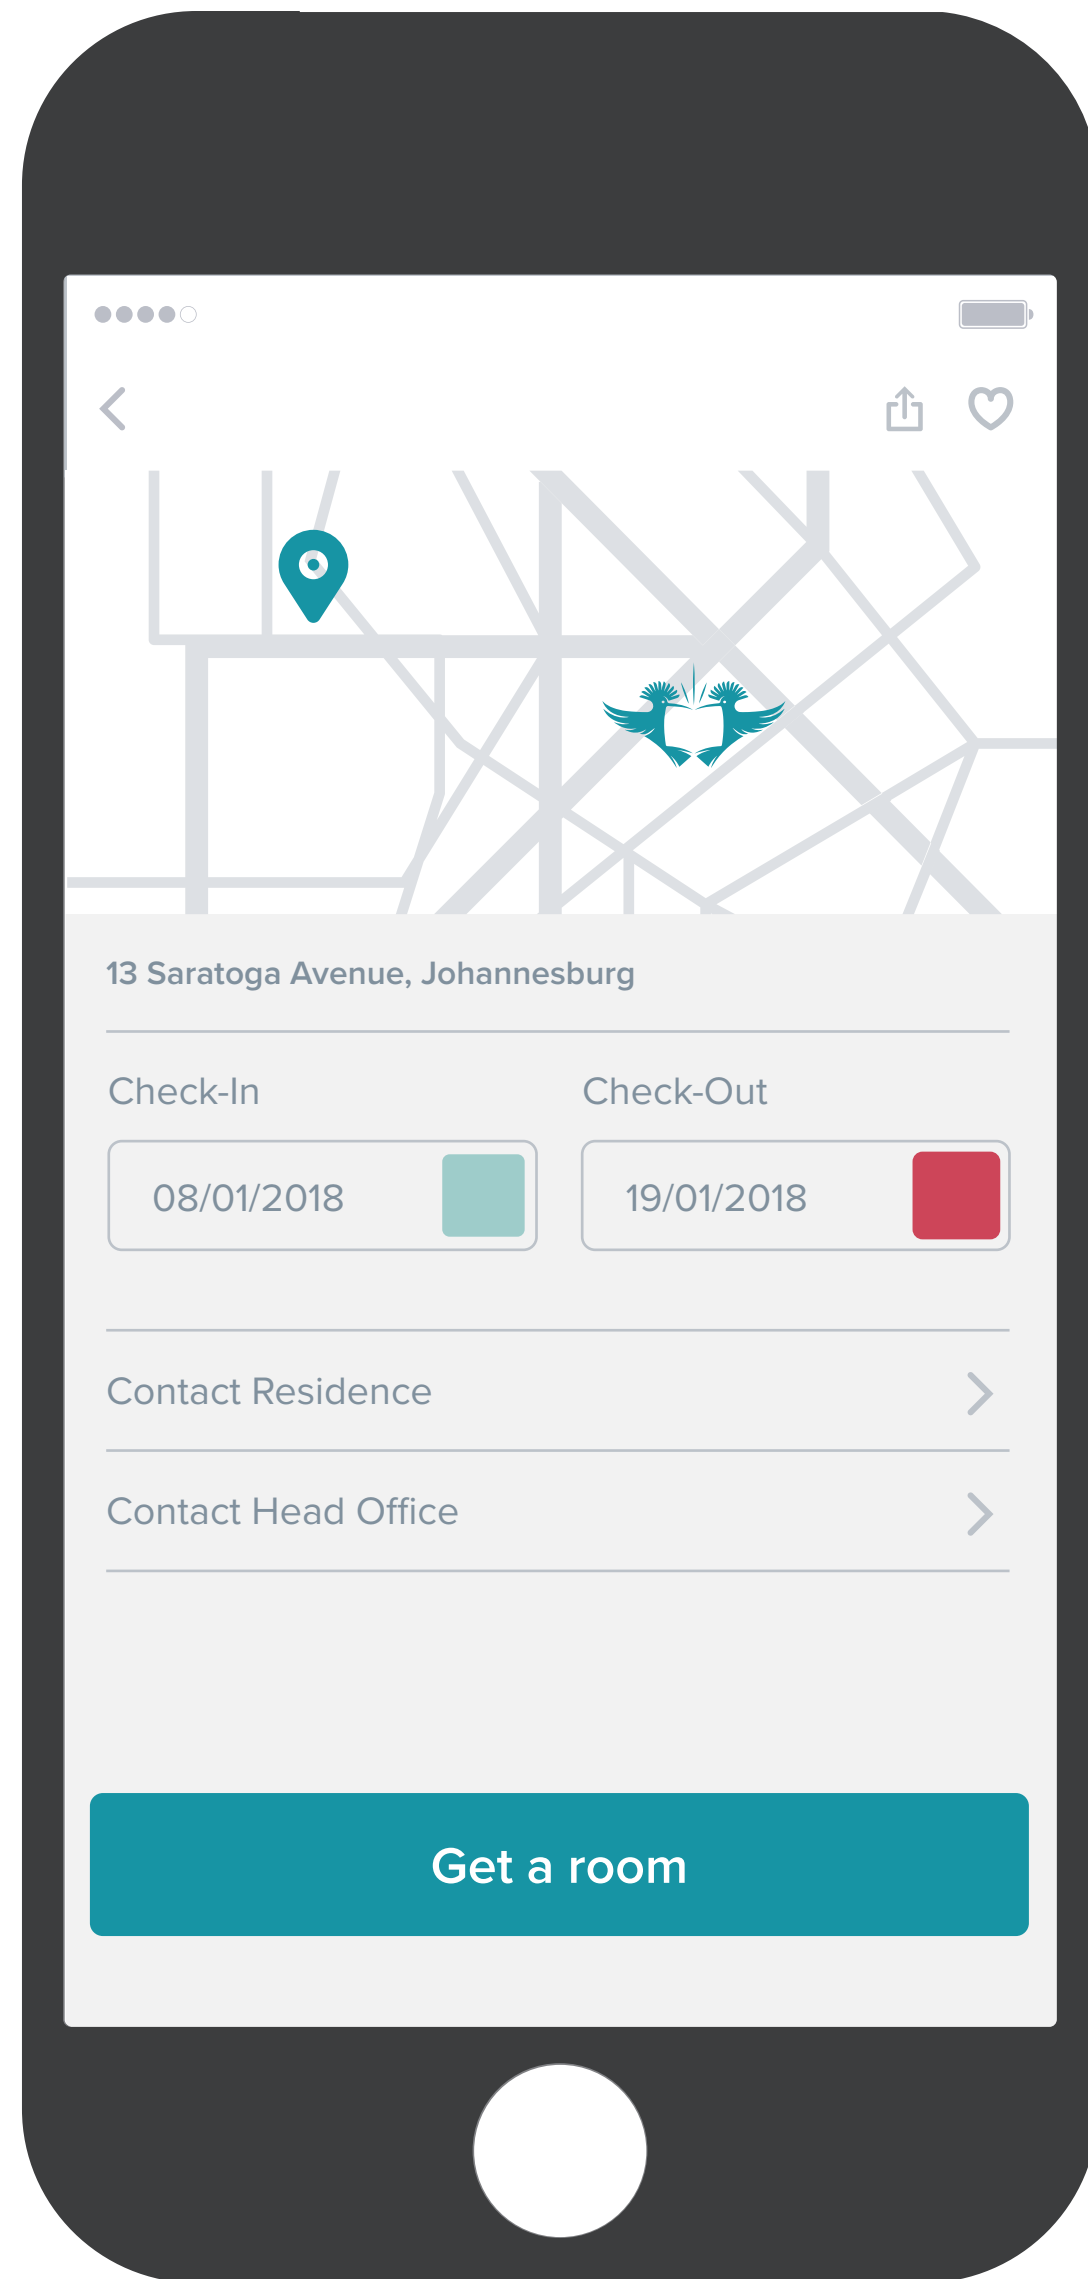 13 Saratoga Avenue, Johannesburg
Check-In
Check-Out
08/01/2018
19/01/2018
Contact Residence
Contact Head Office
Get a room